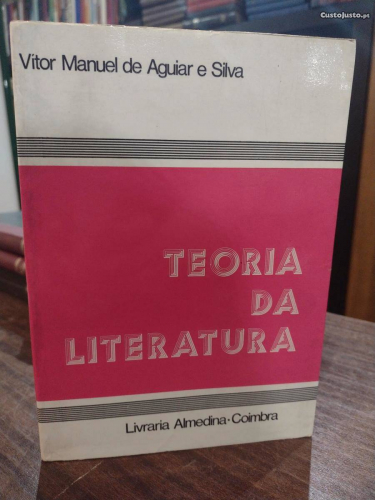 CustoJusto.pt
Vitor Manuel de Aguiar e Silva
TEORIA
DA
LITERATURA
Livraria Almedina·Coimbra